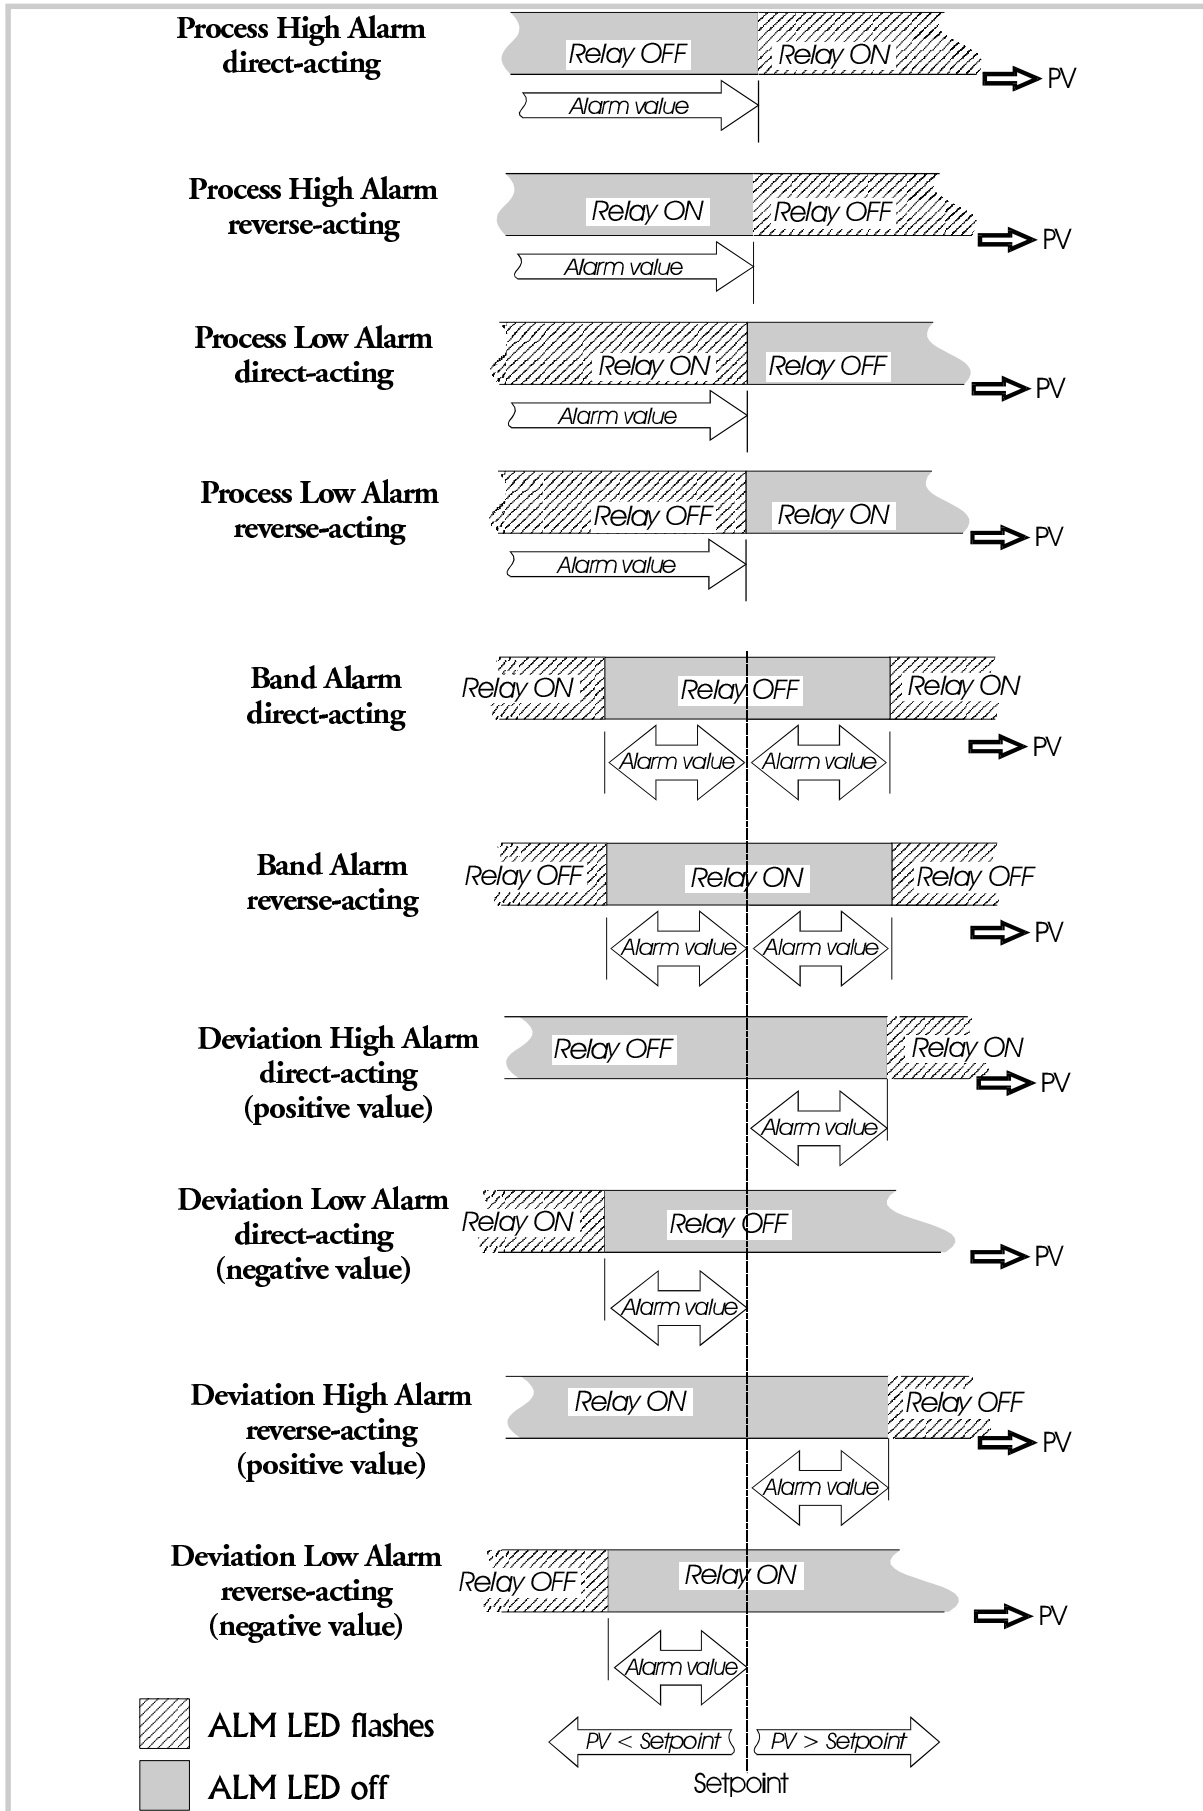 Process High Alarm
direct-acting
Relay OFF
Relay ON
PV
Alarm value
Process High Alarm
reverse-acting
Relay ON
Relay OFF
PV
Alarm value
Process Low Alarm
direct-acting
Relay ON
Relay OFF
PV
Alarm value
Process Low Alarm
reverse-acting
Relay OFF
Relay ON
PV
Alarm value
Band Alarm
direct-acting
Relay ON
Relay OFF
Relay ON
PV
Alarm value
Alarm value
Band Alarm
reverse-acting
Relay OFF
Relay ON
Relay OFF
PV
Alarm value
Alarm value
Deviation High Alarm
direct-acting
(positive value)
Relay OFF
Relay ON
PV
Alarm value
Deviation Low Alarm
direct-acting
(negative value)
Relay ON
Relay OFF
PV
Alarm value
Deviation High Alarm
reverse-acting
(positive value)
Relay ON
Relay OFF
PV
Alarm value
Deviation Low Alarm
reverse-acting
(negative value)
Relay OFF
Relay ON
PV
Alarm value
ALM LED flashes
ALM LED off
PV < Setpoint
PV > Setpoint
Setpoint